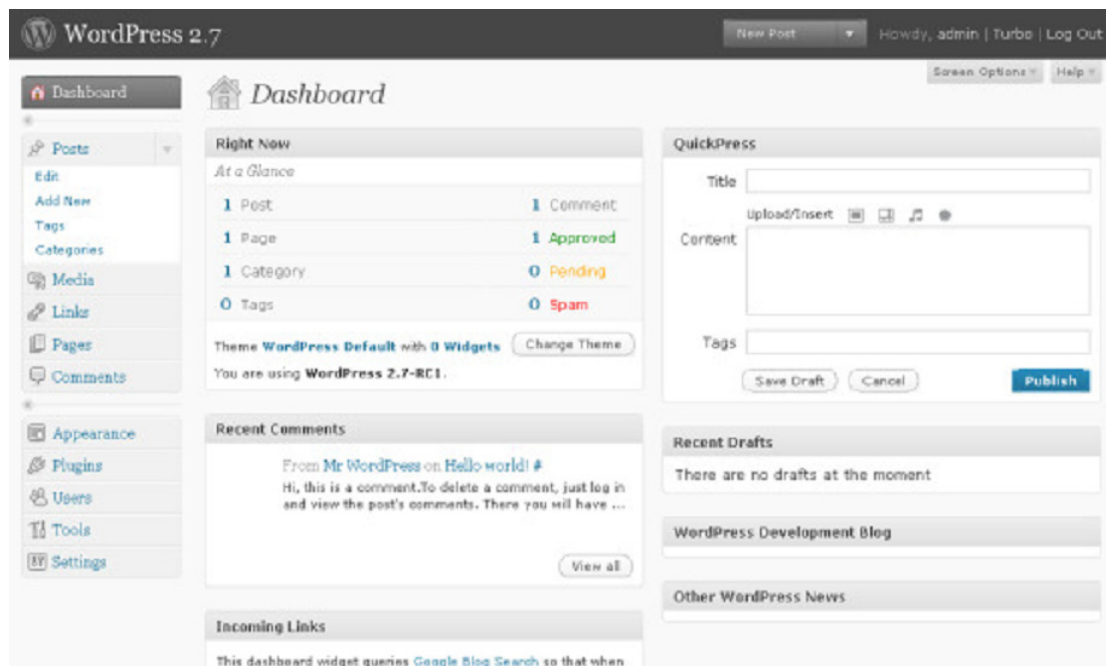 WordPress 2.7
New Post
Howdy, admin | Turbo | Log Out
Screen Options
Help
Dashboard
Posts
Edit
Add New
Tags
Categories
Media
Links
Pages
Comments
Appearance
Plugins
Users
Tools
Settings
Dashboard
Right Now
At a Glance
1 Post 1 Comment
1 Page 1 Approved
1 Category 0 Pending
0 Tags 0 Spam
Theme WordPress Default with 0 Widgets Change Theme
You are using WordPress 2.7-RC1.
Recent Comments
From Mr WordPress on Hello world! #
Hi, this is a comment.To delete a comment, just log in
and view the post's comments. There you will have ...
View all
Incoming Links
This dashboard widget queries Google Blog Search so that when
QuickPress
Title
Upload/Insert
Content
Tags
Save Draft Cancel Publish
Recent Drafts
There are no drafts at the moment
WordPress Development Blog
Other WordPress News